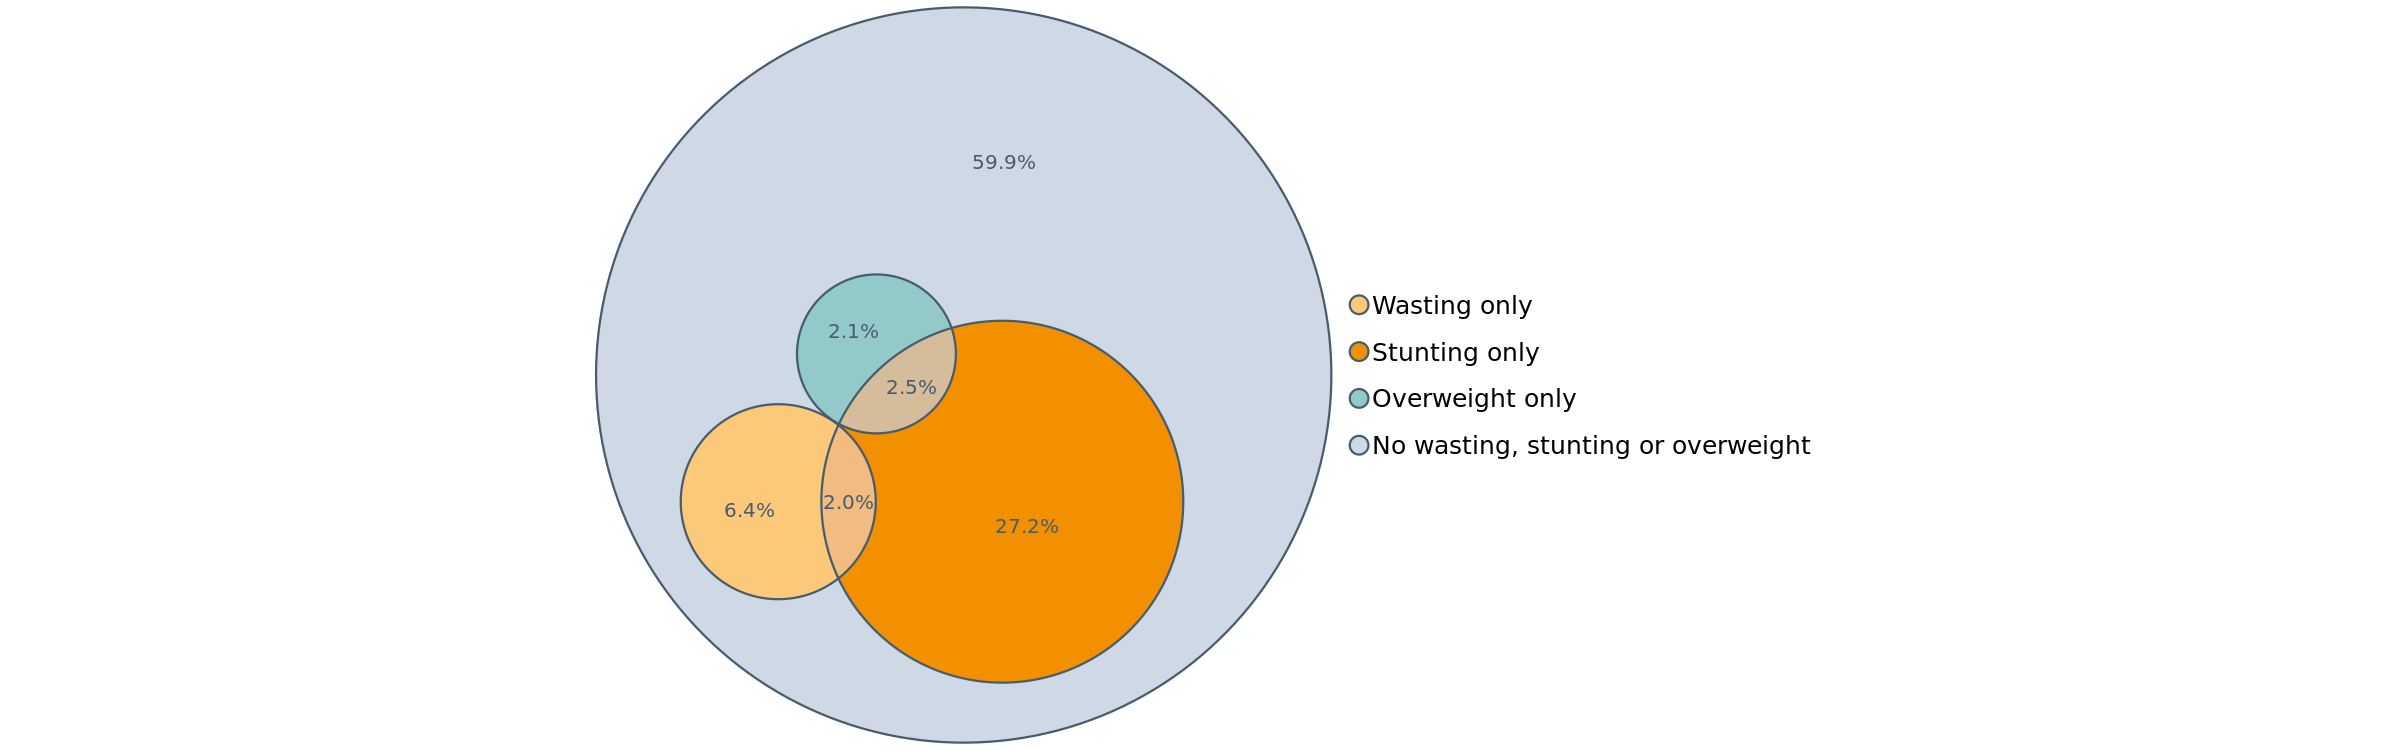 59.9%
2.1%
2.5%
6.4%
2.0%
27.2%
Wasting only
Stunting only
Overweight only
No wasting, stunting or overweight